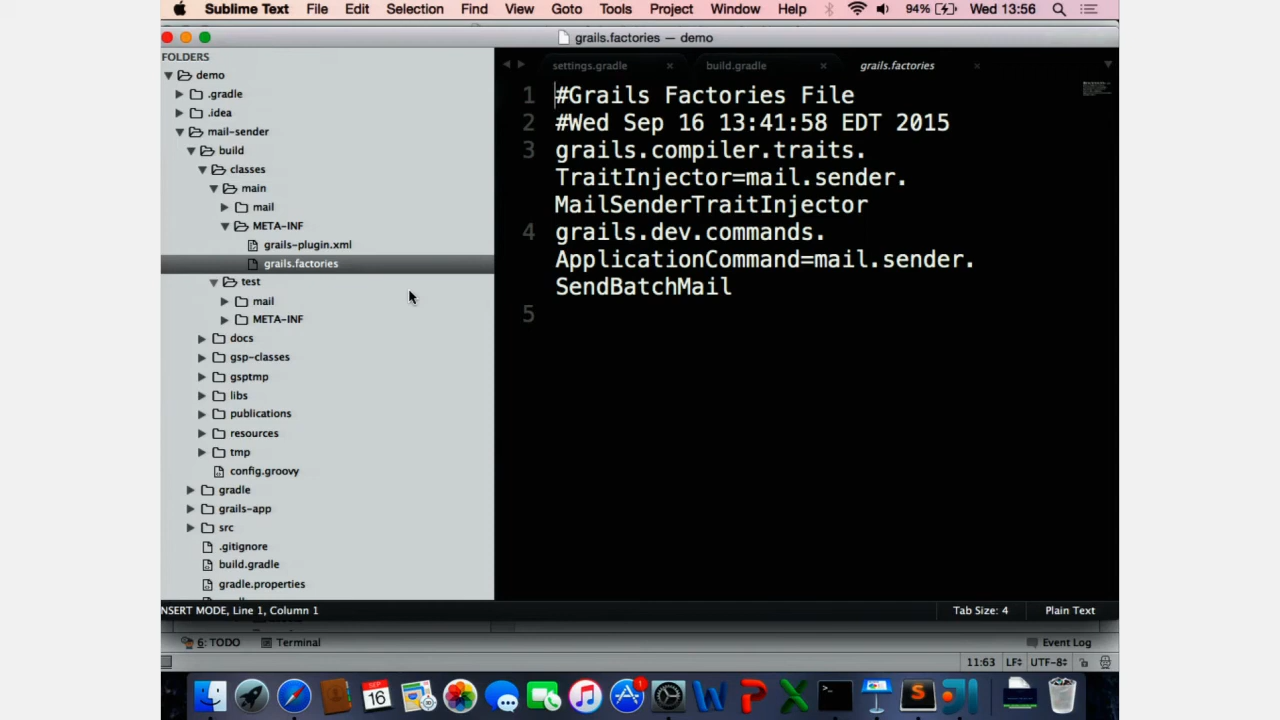 Sublime Text File Edit Selection Find View Goto Tools Project Window Help 94% Wed 13:56
grails.factories — demo
FOLDERS
demo
.gradle
.idea
mail-sender
build
classes
main
mail
META-INF
grails-plugin.xml
grails.factories
test
mail
META-INF
docs
gsp-classes
gsptmp
libs
publications
resources
tmp
config.groovy
gradle
grails-app
src
.gitignore
build.gradle
gradle.properties
settings.gradle build.gradle grails.factories
1 #Grails Factories File
2 #Wed Sep 16 13:41:58 EDT 2015
3 grails.compiler.traits.
TraitInjector=mail.sender.
MailSenderTraitInjector
4 grails.dev.commands.
ApplicationCommand=mail.sender.
SendBatchMail
5
NSERT MODE, Line 1, Column 1 Tab Size: 4 Plain Text
6: TODO Terminal Event Log
11:63 LF UTF-8
SEP
16
1